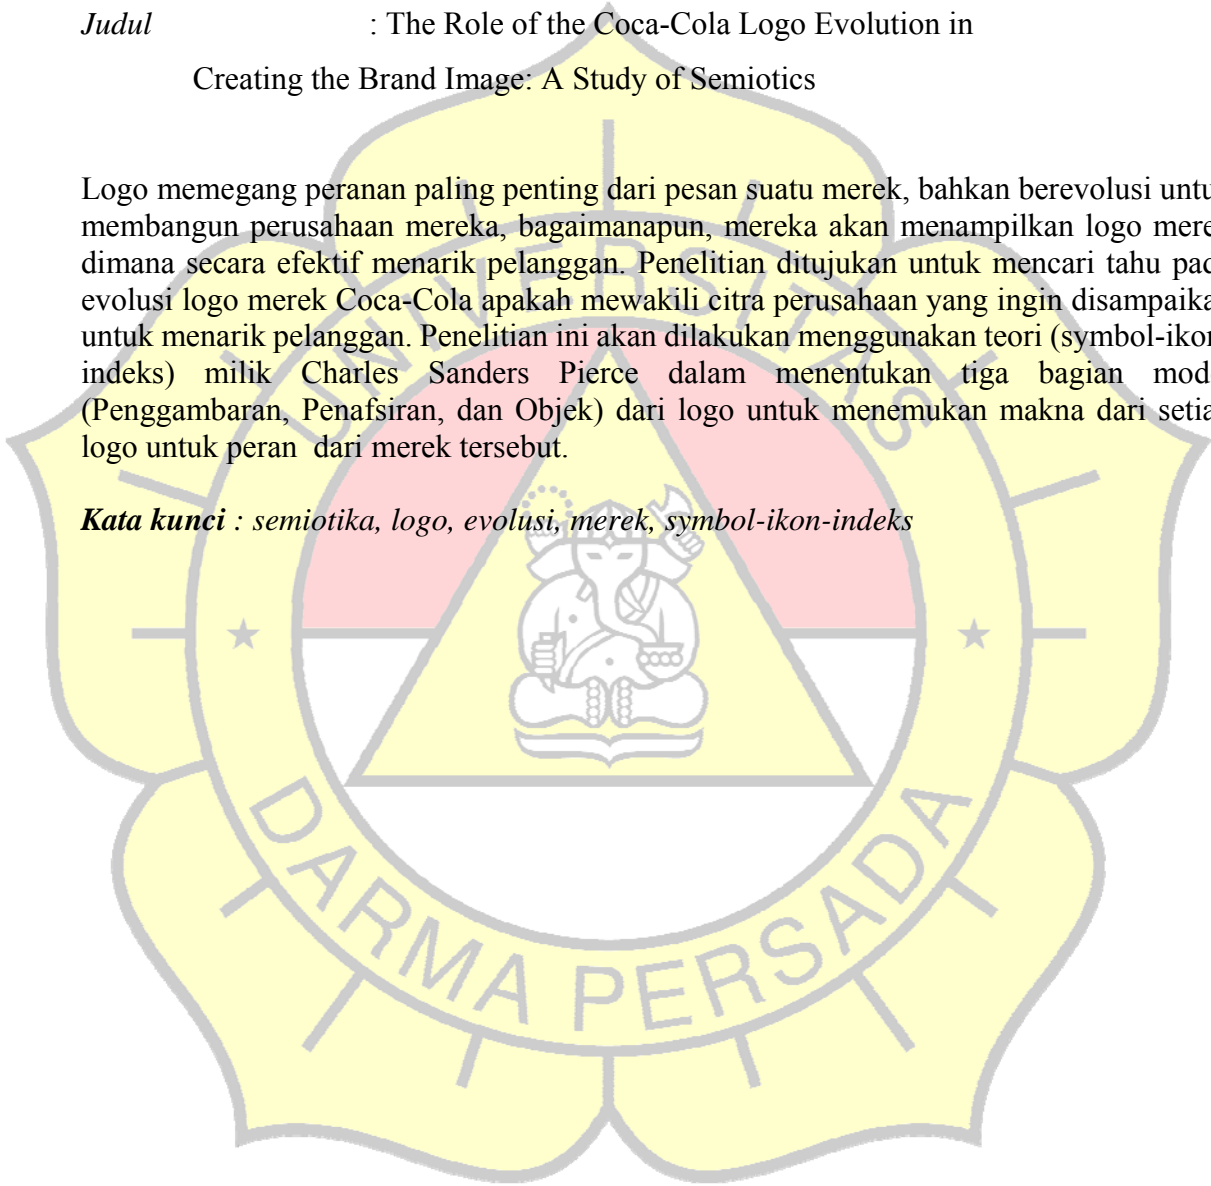 Judul : The Role of the Coca-Cola Logo Evolution in
Creating the Brand Image: A Study of Semiotics
Logo memegang peranan paling penting dari pesan suatu merek, bahkan berevolusi untu
membangun perusahaan mereka, bagaimanapun, mereka akan menampilkan logo mere
dimana secara efektif menarik pelanggan. Penelitian ditujukan untuk mencari tahu pad
evolusi logo merek Coca-Cola apakah mewakili citra perusahaan yang ingin disampaika
untuk menarik pelanggan. Penelitian ini akan dilakukan menggunakan teori (symbol-ikon
indeks) milik Charles Sanders Pierce dalam menentukan tiga bagian mod
(Penggambaran, Penafsiran, dan Objek) dari logo untuk menemukan makna dari setia
logo untuk peran dari merek tersebut.
Kata kunci : semiotika, logo, evolusi, merek, symbol-ikon-indeks
UNIVERSITAS
DARMA PERSADA